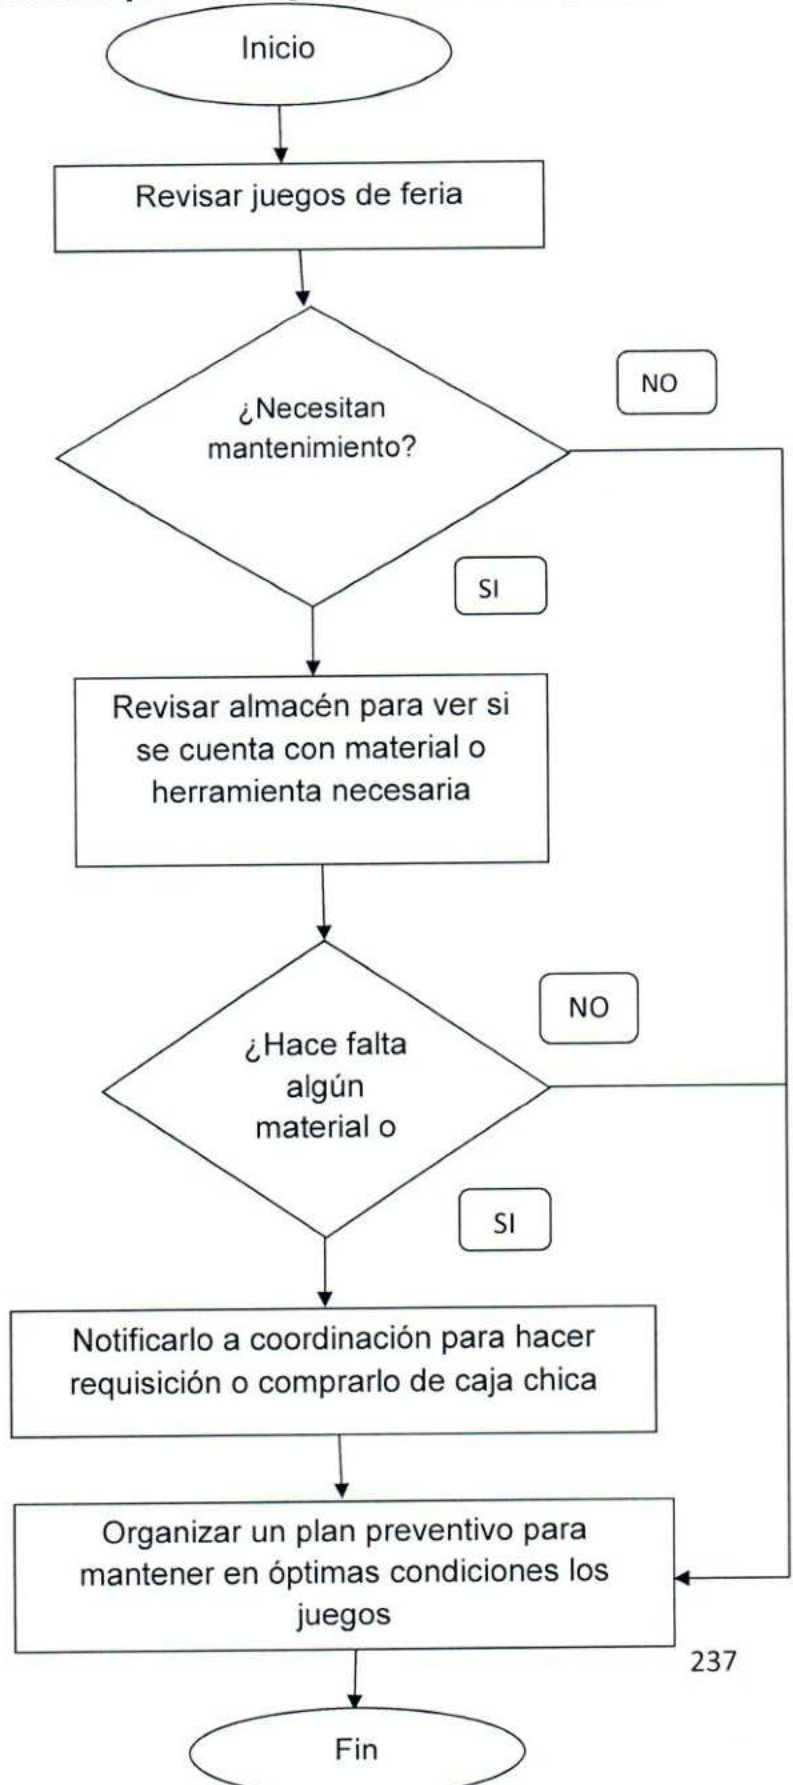 Inicio
Revisar juegos de feria
¿Necesitan
mantenimiento?
NO
SI
Revisar almacén para ver si
se cuenta con material o
herramienta necesaria
¿Hace falta
algún
material o
NO
SI
Notificarlo a coordinación para hacer
requisición o comprarlo de caja chica
Organizar un plan preventivo para
mantener en óptimas condiciones los
juegos
237
Fin